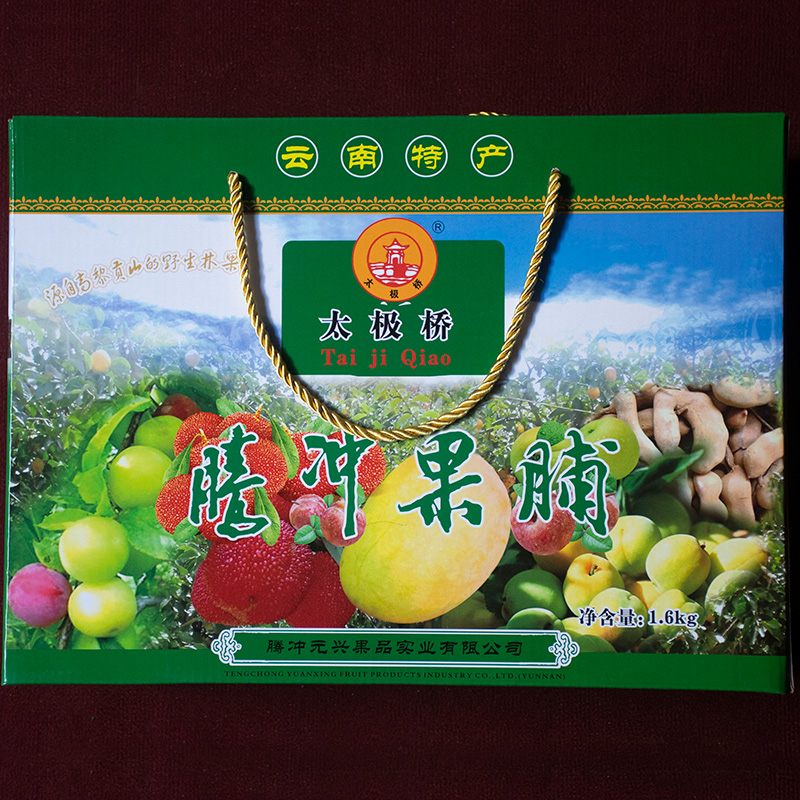 云南特产
源自高黎贡山的野生林果
®
太极桥
太极桥
Tai ji Qiao
腾冲果脯
净含量:1.6kg
腾冲元兴果品实业有限公司
TENGCHONG YUANXING FRUIT PRODUCTS INDUSTRY CO.,LTD.(YUNNAN)